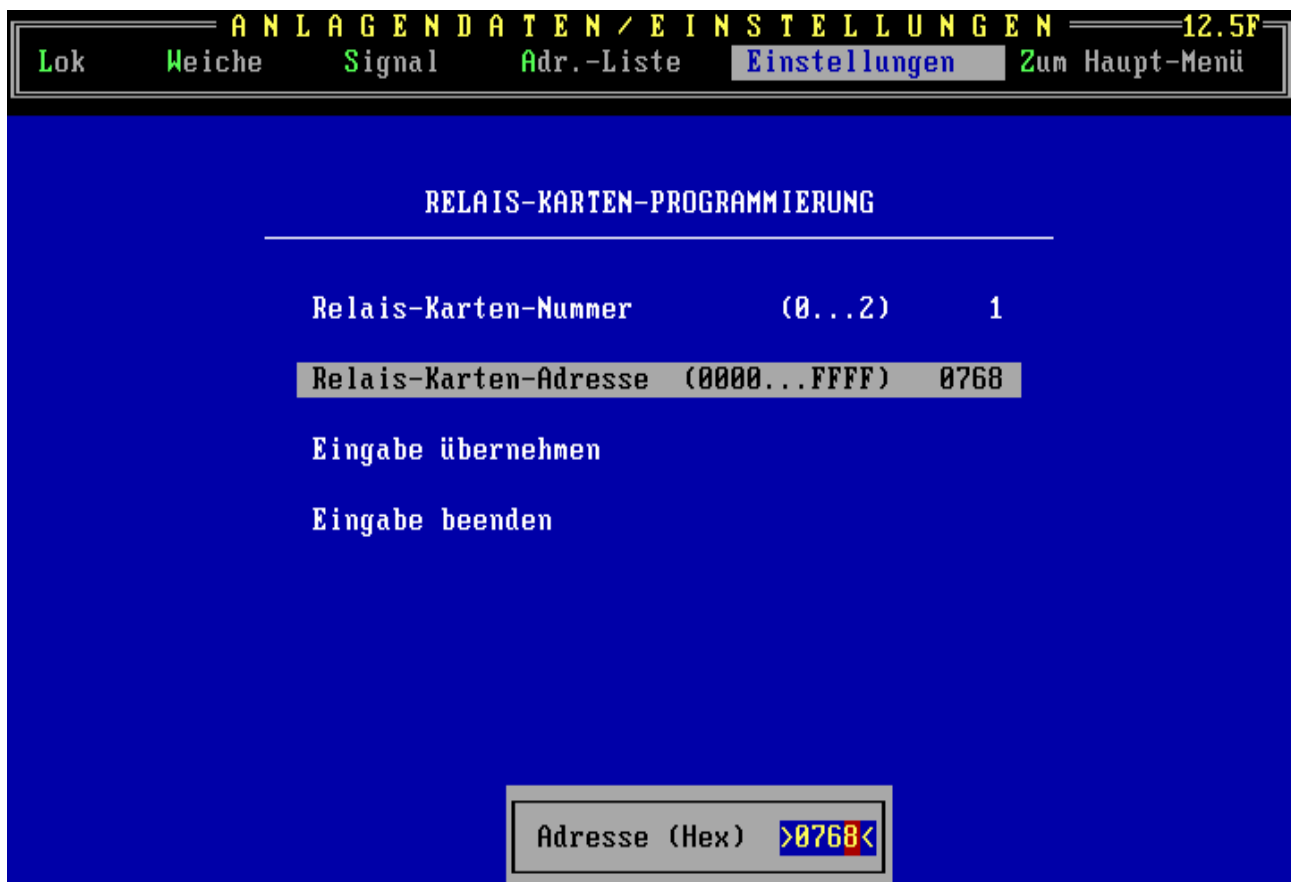 ANLAGENDATEN/EINSTELLUNGEN 12.5F
Lok Weiche Signal Adr.-Liste Einstellungen Zum Haupt-Menü
RELAIS-KARTEN-PROGRAMMIERUNG
Relais-Karten-Nummer (0...2) 1
Relais-Karten-Adresse (0000...FFFF) 0768
Eingabe übernehmen
Eingabe beenden
Adresse (Hex) >0768<